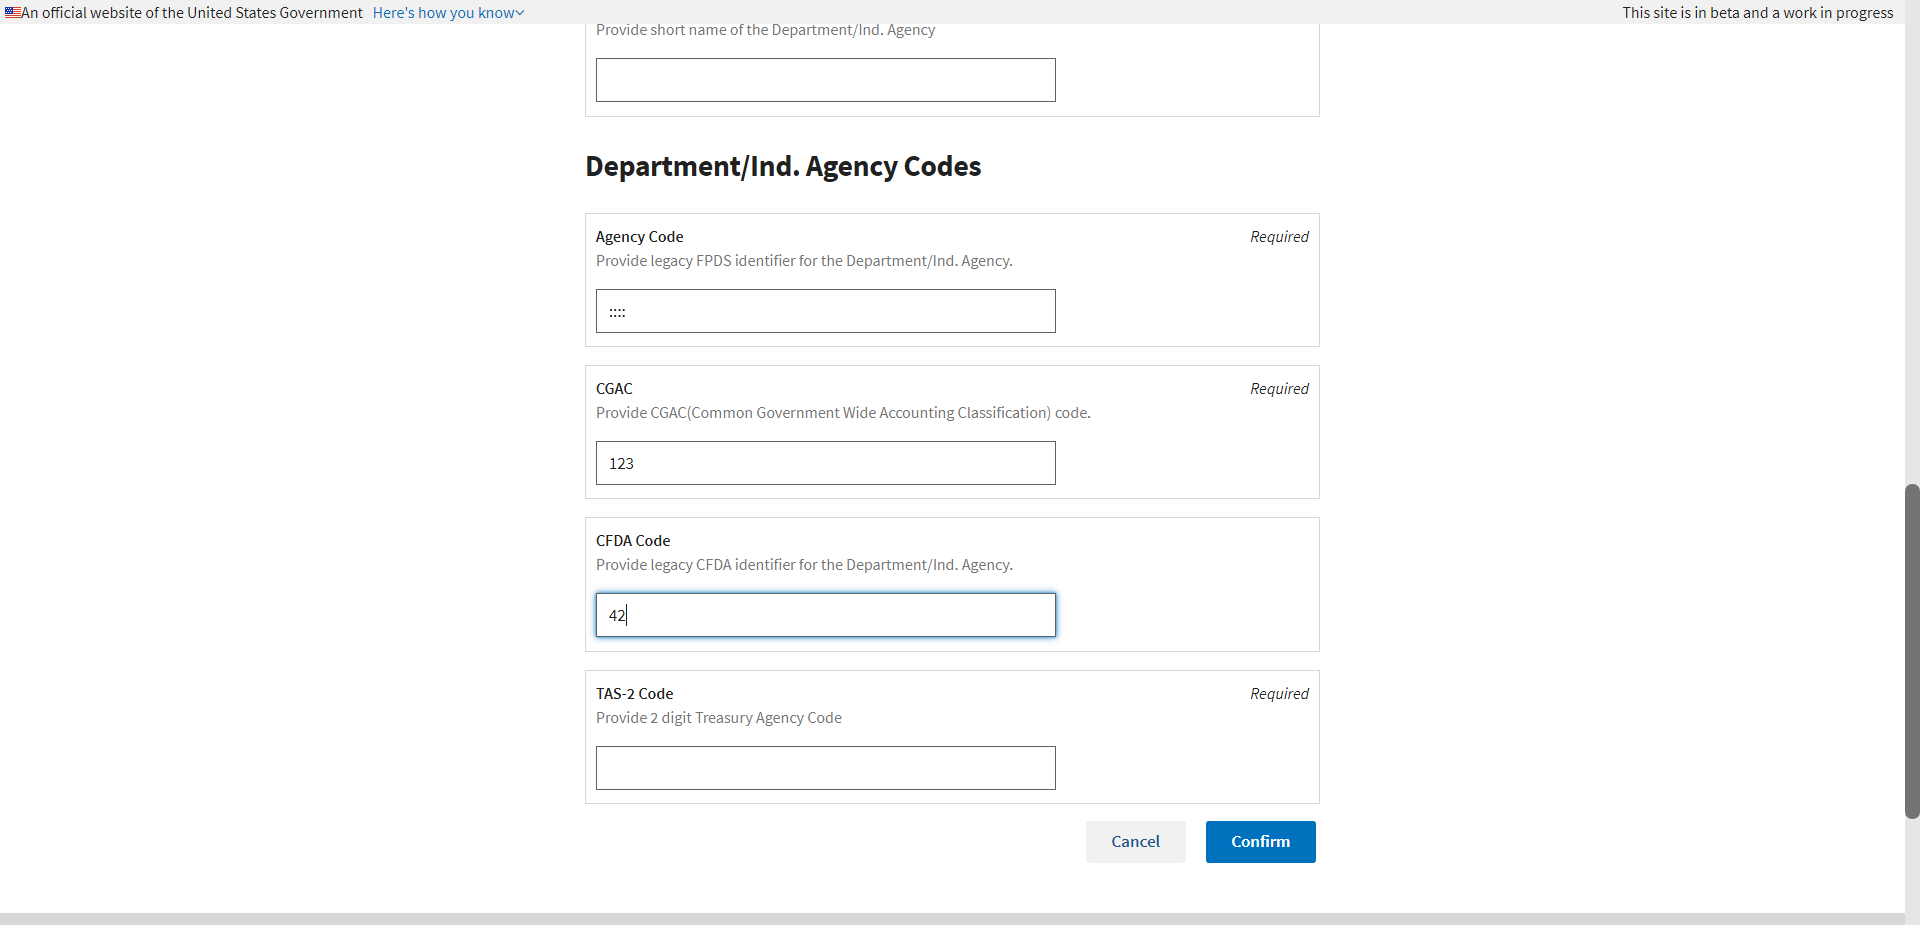 An official website of the United States Government Here's how you know
This site is in beta and a work in progress
Provide short name of the Department/Ind. Agency
Department/Ind. Agency Codes
Agency Code Required
Provide legacy FPDS identifier for the Department/Ind. Agency.
::::
CGAC Required
Provide CGAC(Common Government Wide Accounting Classification) code.
123
CFDA Code
Provide legacy CFDA identifier for the Department/Ind. Agency.
42
TAS-2 Code Required
Provide 2 digit Treasury Agency Code
Cancel Confirm